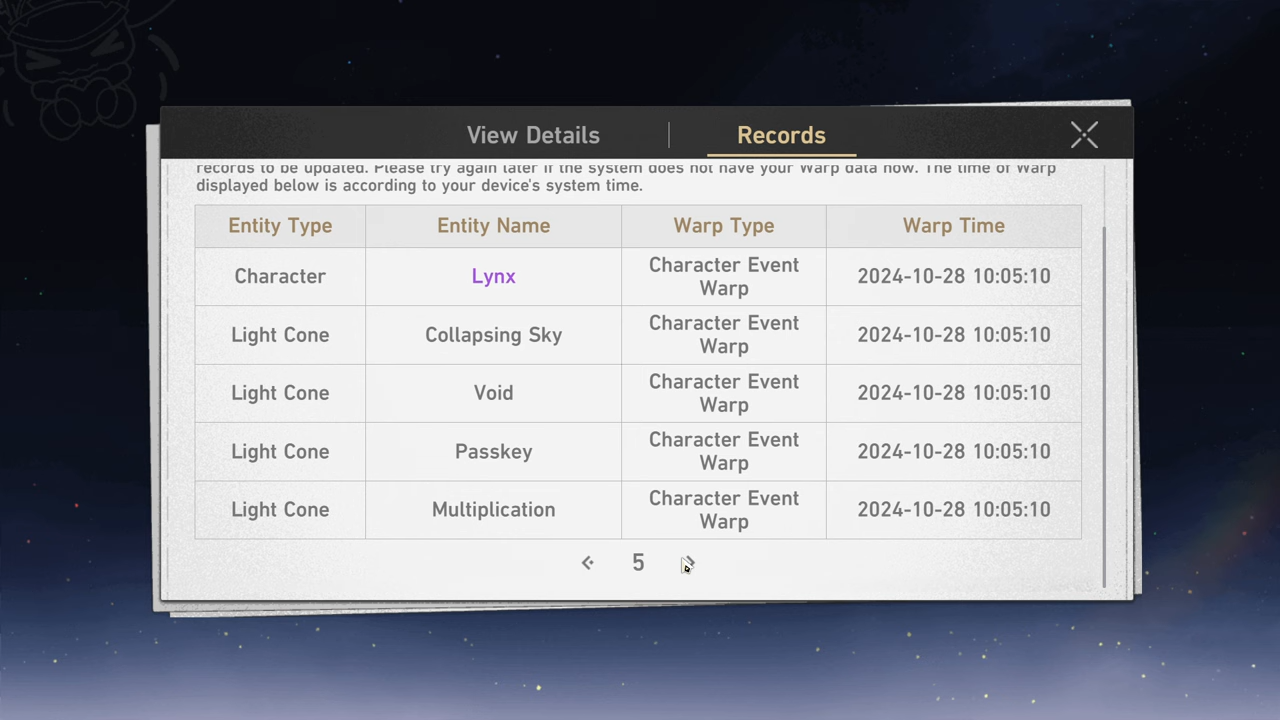 View Details
Records
records to be updated. Please try again later if the system does not have your Warp data now. The time of Warp
displayed below is according to your device's system time.
Entity Type Entity Name Warp Type Warp Time
Character Lynx Character Event Warp 2024-10-28 10:05:10
Light Cone Collapsing Sky Character Event Warp 2024-10-28 10:05:10
Light Cone Void Character Event Warp 2024-10-28 10:05:10
Light Cone Passkey Character Event Warp 2024-10-28 10:05:10
Light Cone Multiplication Character Event Warp 2024-10-28 10:05:10
5